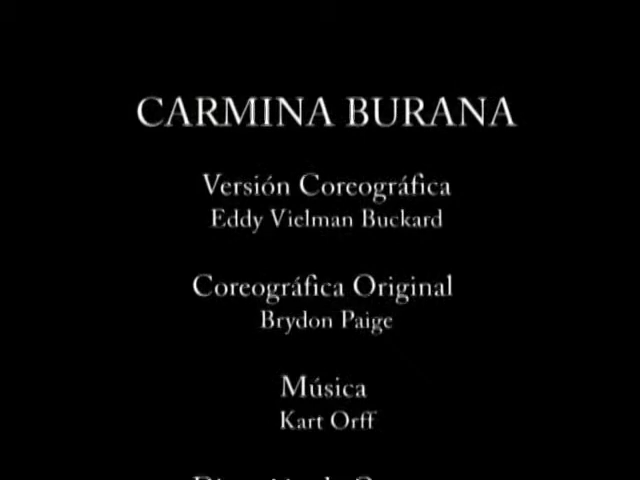 CARMINA BURANA
Versión Coreográfica
Eddy Vielman Buckard
Coreográfica Original
Brydon Paige
Música
Kart Orff